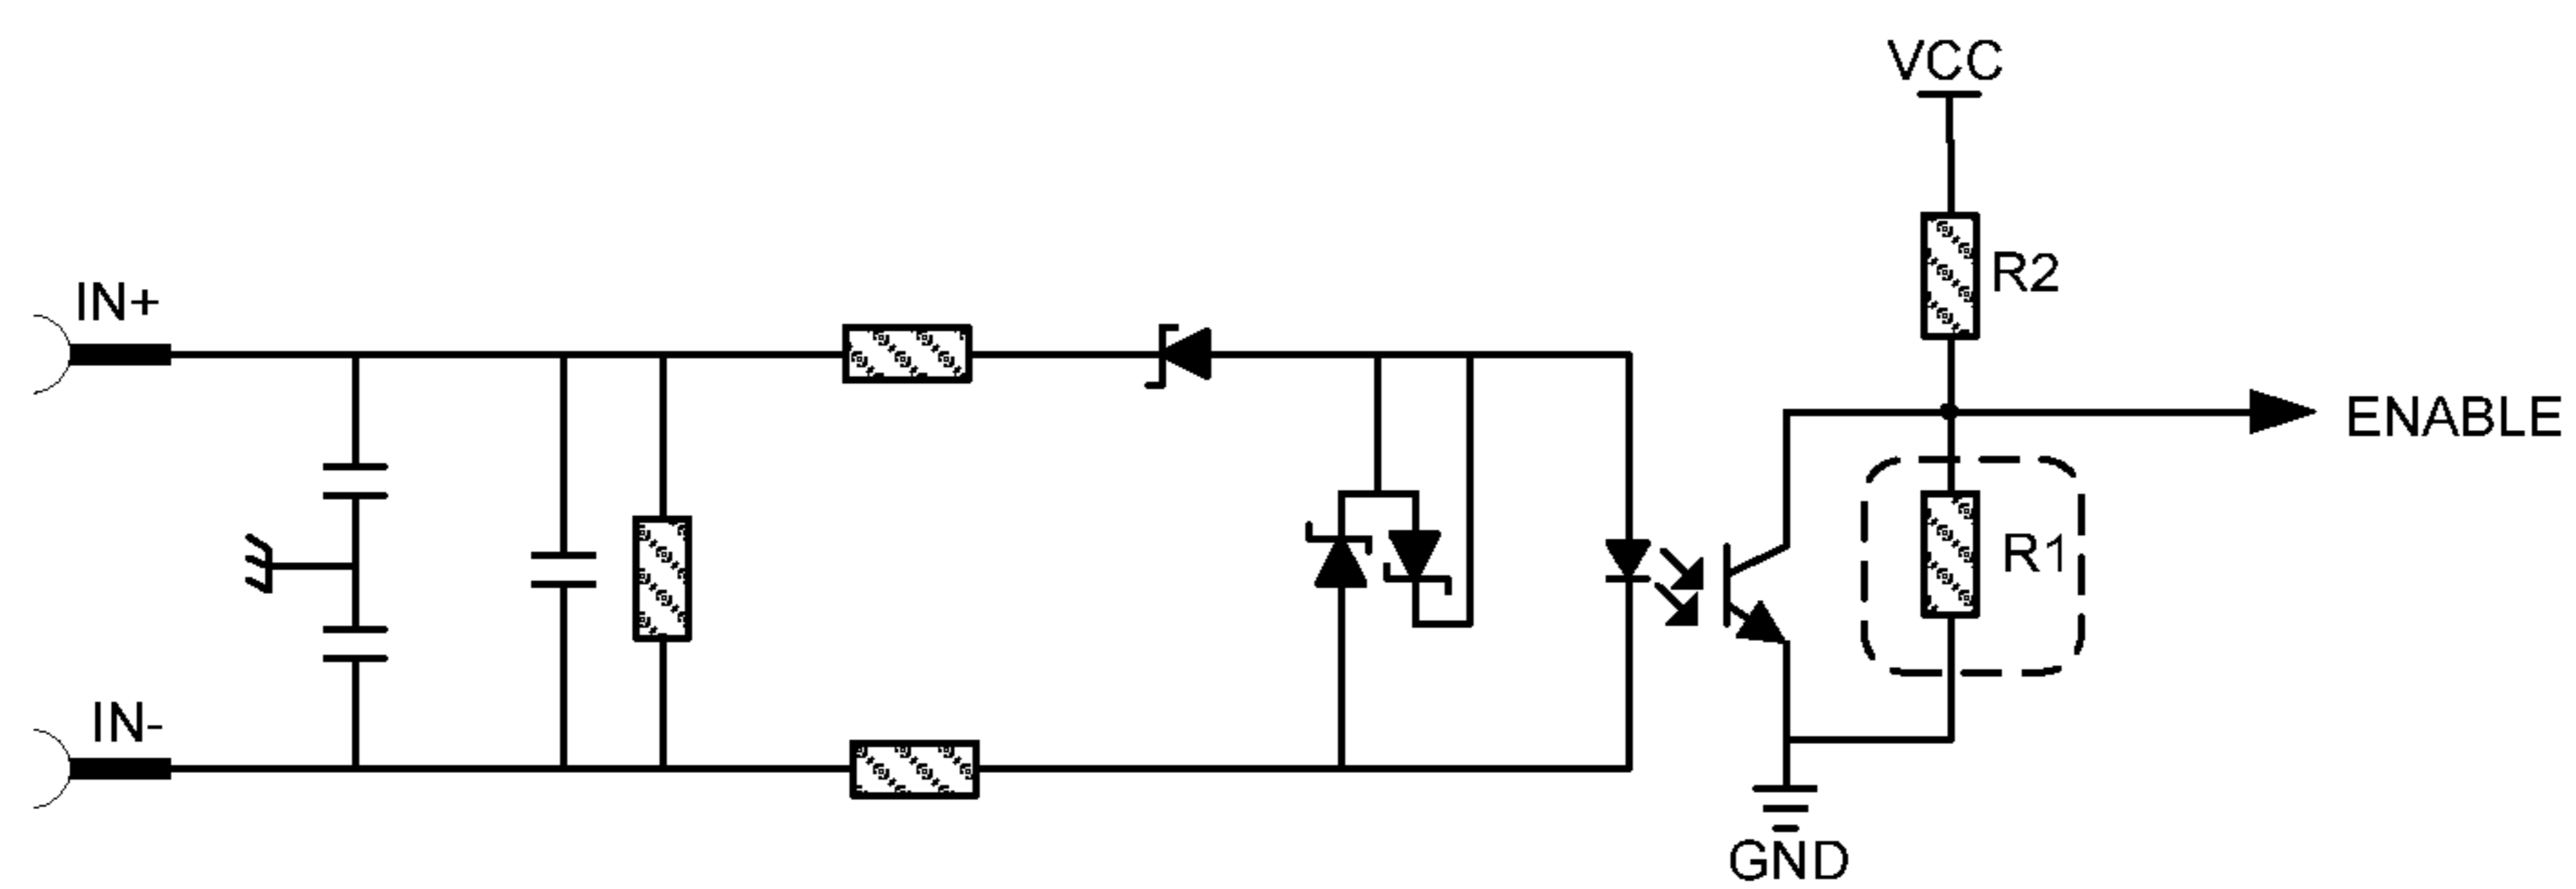 VCC
R2
IN+
ENABLE
R1
IN-
GND